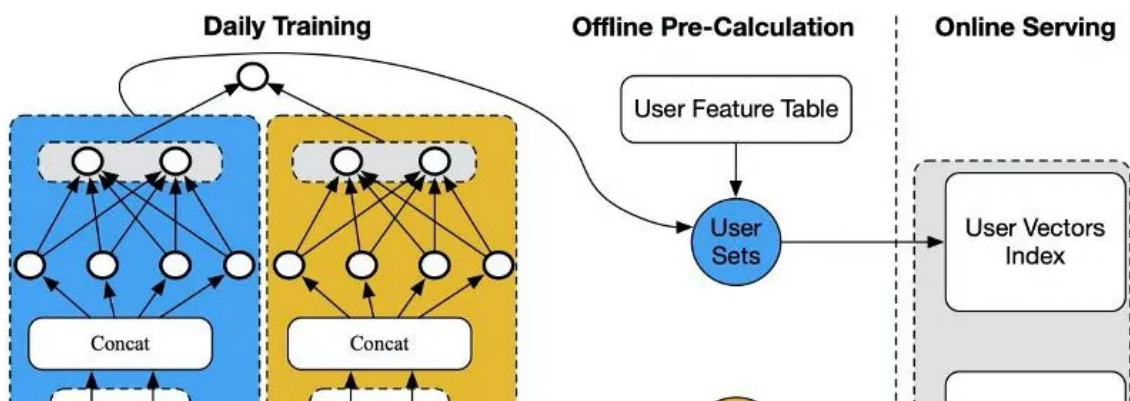 Daily Training
Offline Pre-Calculation
Online Serving
User Feature Table
User
Sets
User Vectors
Index
Concat
Concat